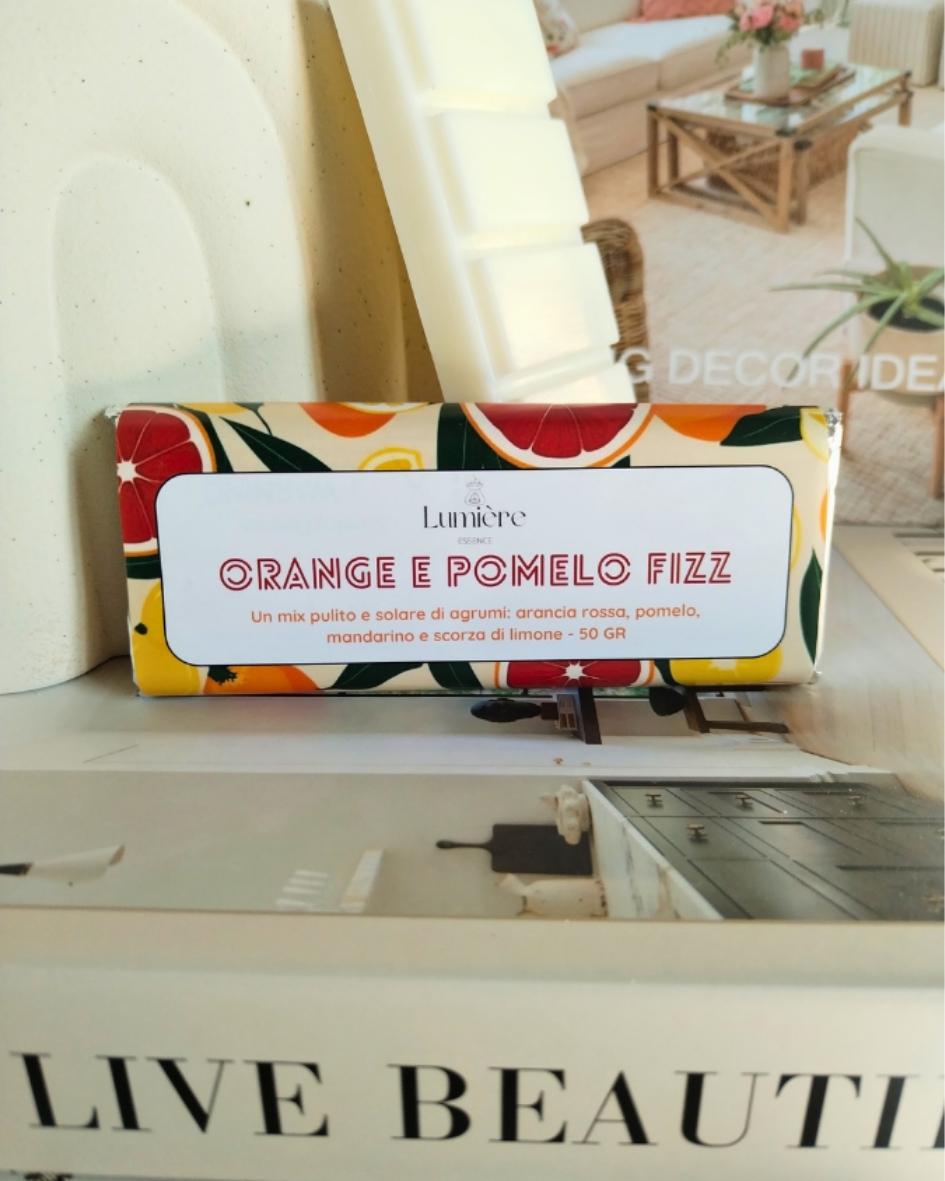 G DECOR IDEA
Lumière
ESSENCE
ORANGE E POMELO FIZZ
Un mix pulito e solare di agrumi: arancia rossa, pomelo,
mandarino e scorza di limone - 50 GR
LIVE BEAUTI